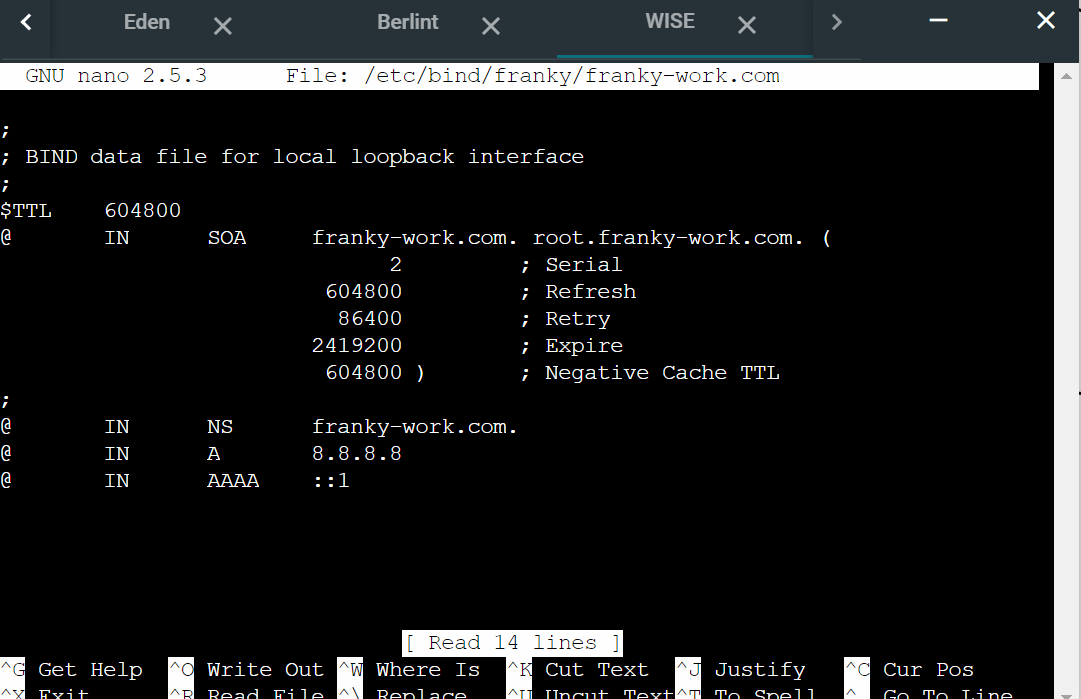 Eden Berlint WISE
GNU nano 2.5.3 File: /etc/bind/franky/franky-work.com
;
; BIND data file for local loopback interface
;
$TTL 604800
@ IN SOA franky-work.com. root.franky-work.com. (
2 ; Serial
604800 ; Refresh
86400 ; Retry
2419200 ; Expire
604800 ) ; Negative Cache TTL
;
@ IN NS franky-work.com.
@ IN A 8.8.8.8
@ IN AAAA ::1
[ Read 14 lines ]
^G Get Help ^O Write Out ^W Where Is ^K Cut Text ^J Justify ^C Cur Pos
^X Exit ^R Read File ^\ Replace ^U Uncut Text ^T To Spell ^_ Go To Line